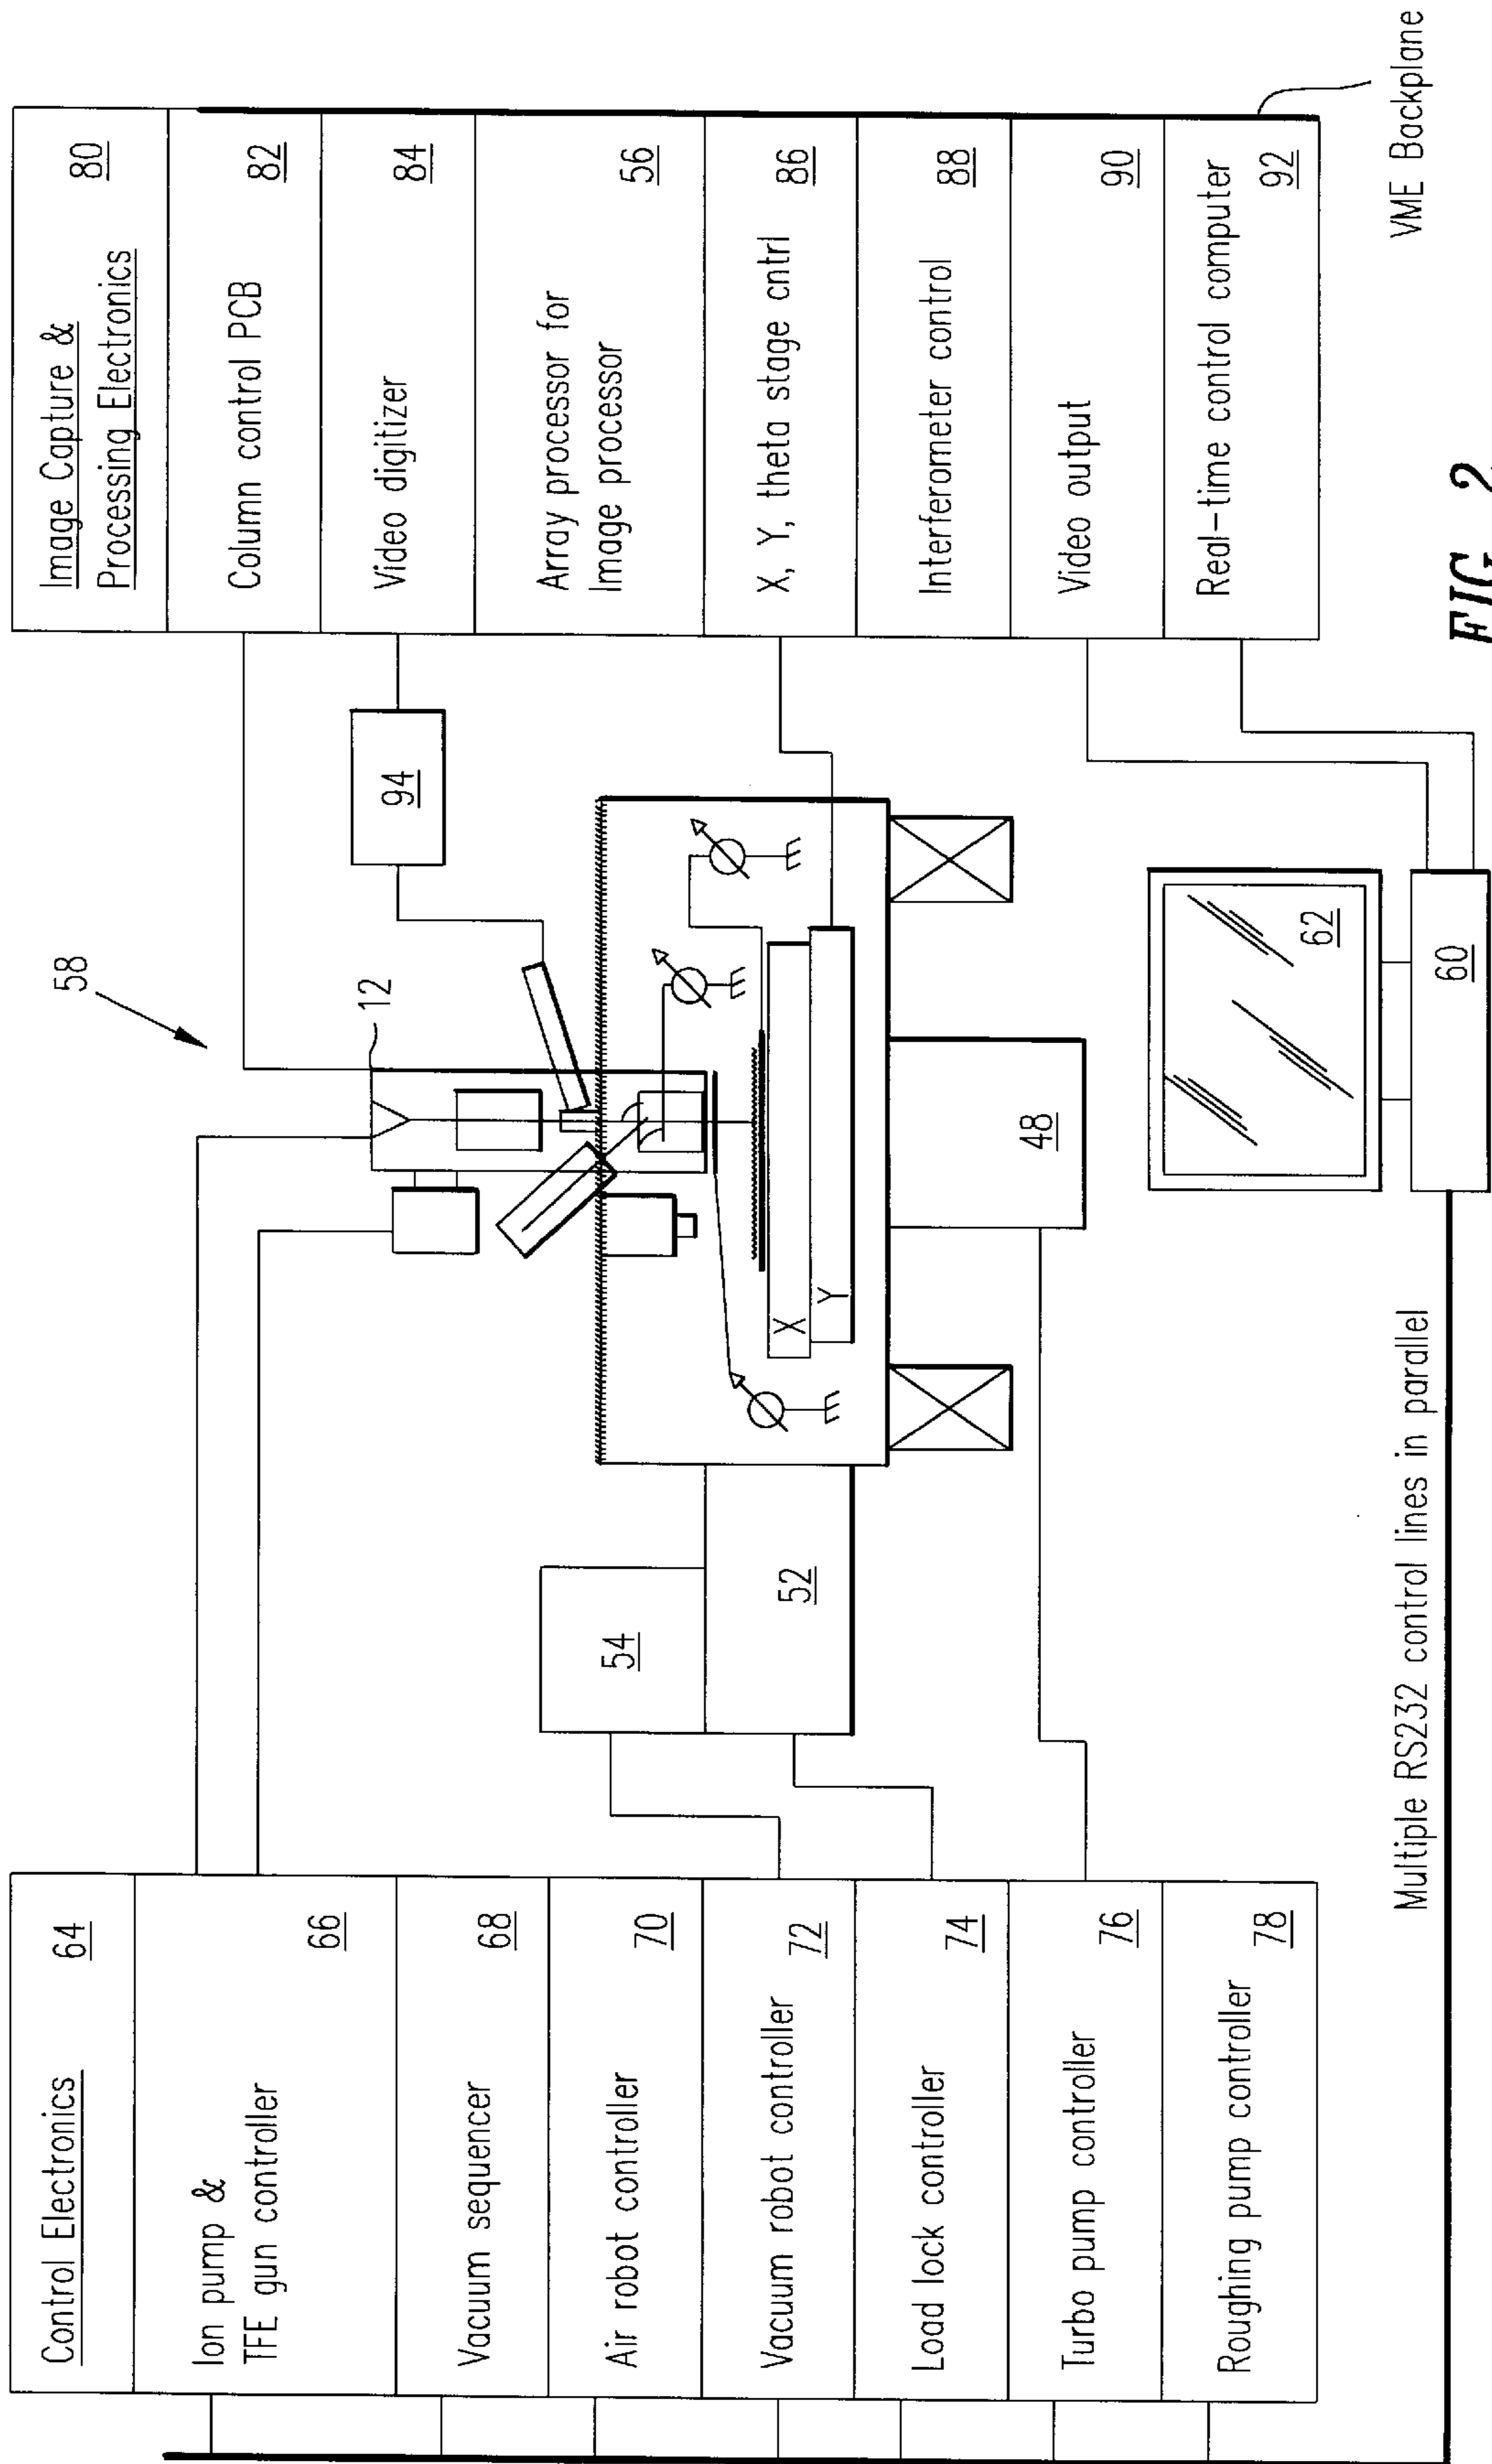 Control Electronics 64
Ion pump &
TFE gun controller 66
Vacuum sequencer 68
Air robot controller 70
Vacuum robot controller 72
Load lock controller 74
Turbo pump controller 76
Roughing pump controller 78
58
12
94
54
52
X
Y
48
62
60
Multiple RS232 control lines in parallel
Image Capture &
Processing Electronics 80
Column control PCB 82
Video digitizer 84
Array processor for
Image processor 56
X, Y, theta stage cntrl 86
Interferometer control 88
Video output 90
Real-time control computer 92
VME Backplane
FIG. 2